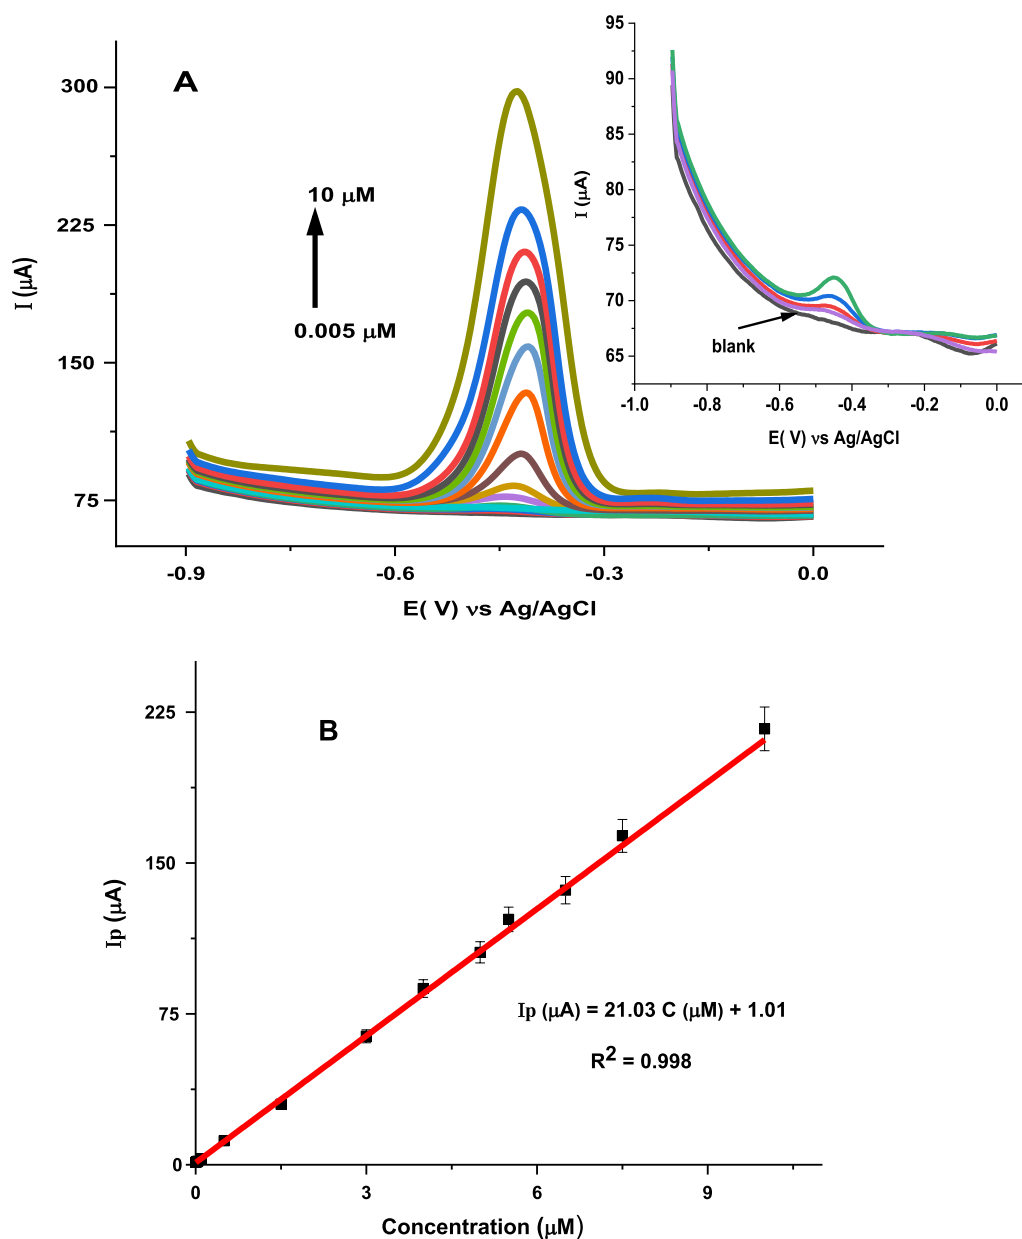 A
300
225
150
75
I (μA)
10 μM
0.005 μM
-0.9
-0.6
-0.3
0.0
E( V) vs Ag/AgCl
95
90
85
80
75
70
65
I (μA)
blank
-1.0
-0.8
-0.6
-0.4
-0.2
0.0
E( V) vs Ag/AgCl
B
225
150
75
0
Ip (μA)
Ip (μA) = 21.03 C (μM) + 1.01
R² = 0.998
0
3
6
9
Concentration (μM)